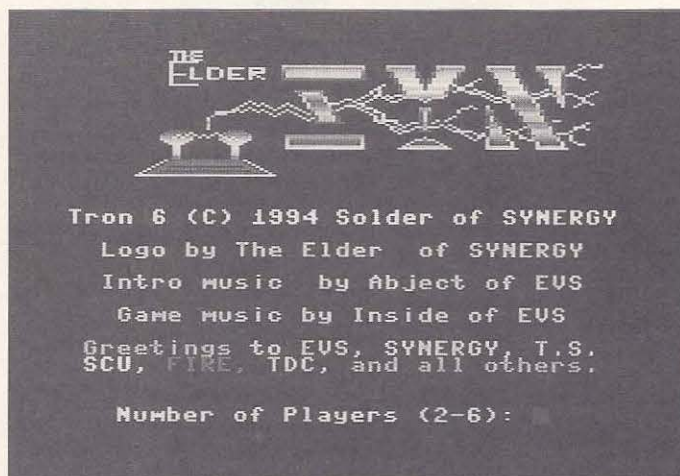 THE
ELDER
SYN
Tron 6 (C) 1994 Solder of SYNERGY
Logo by The Elder of SYNERGY
Intro music by Abject of EVS
Game music by Inside of EVS
Greetings to EVS, SYNERGY, T.S.
SCU, FIRE, TDC, and all others.
Number of Players (2-6):